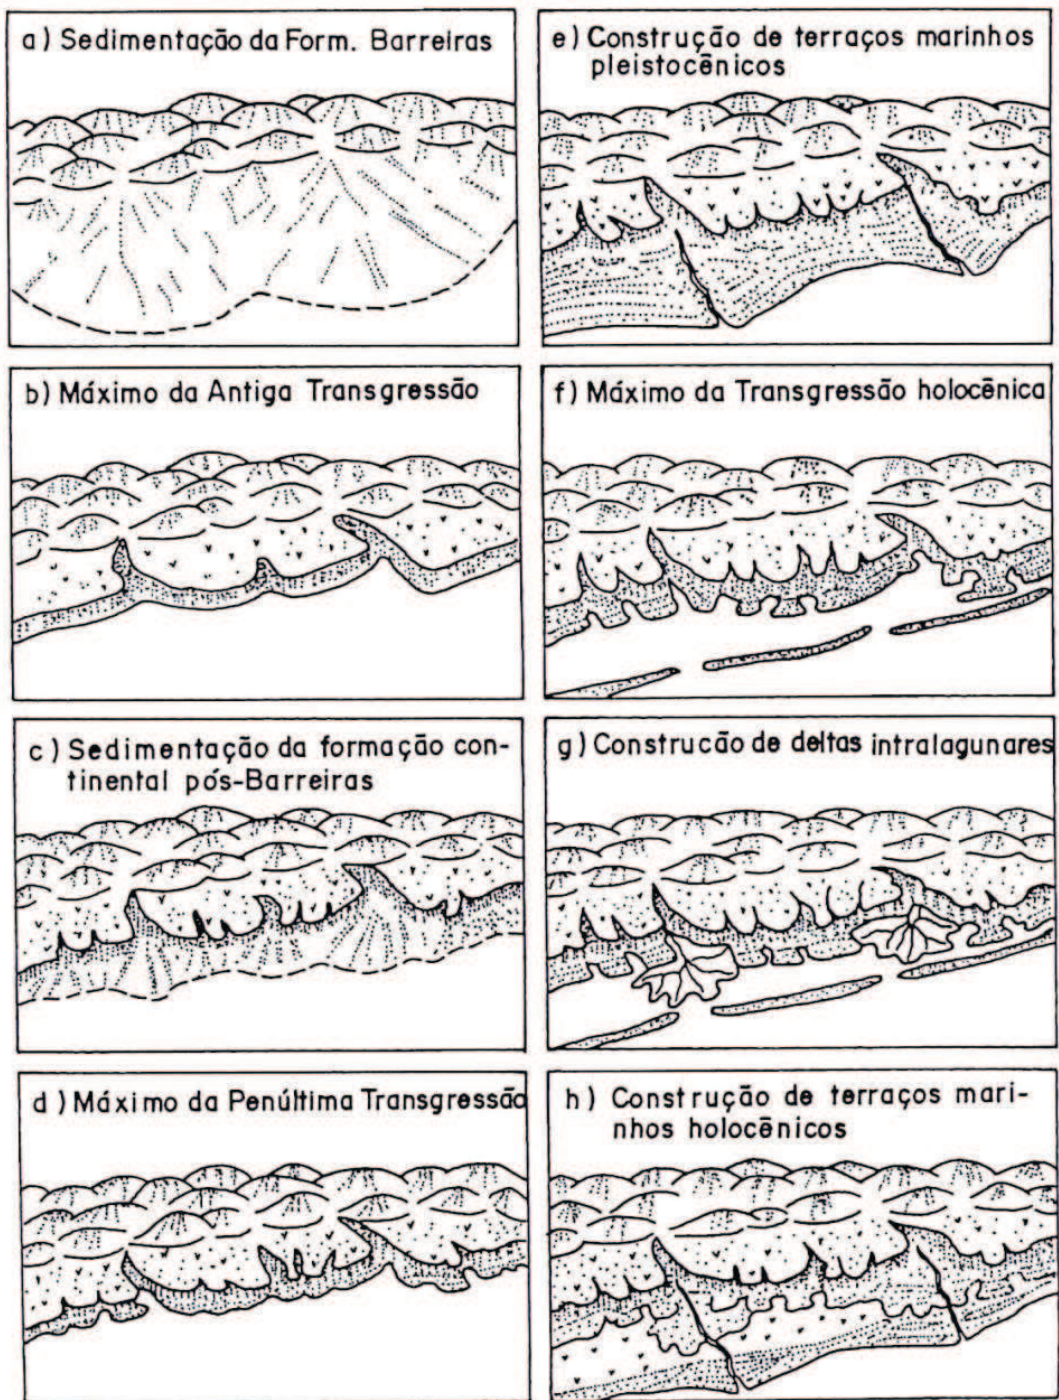 a) Sedimentação da Form. Barreiras
b) Máximo da Antiga Transgressão
c) Sedimentação da formação con-
tinental pós-Barreiras
d) Máximo da Penúltima Transgressão
e) Construção de terraços marinhos
pleistocênicos
f) Máximo da Transgressão holocênica
g) Construcão de deltas intralagunares
h) Construção de terraços mari-
nhos holocênicos